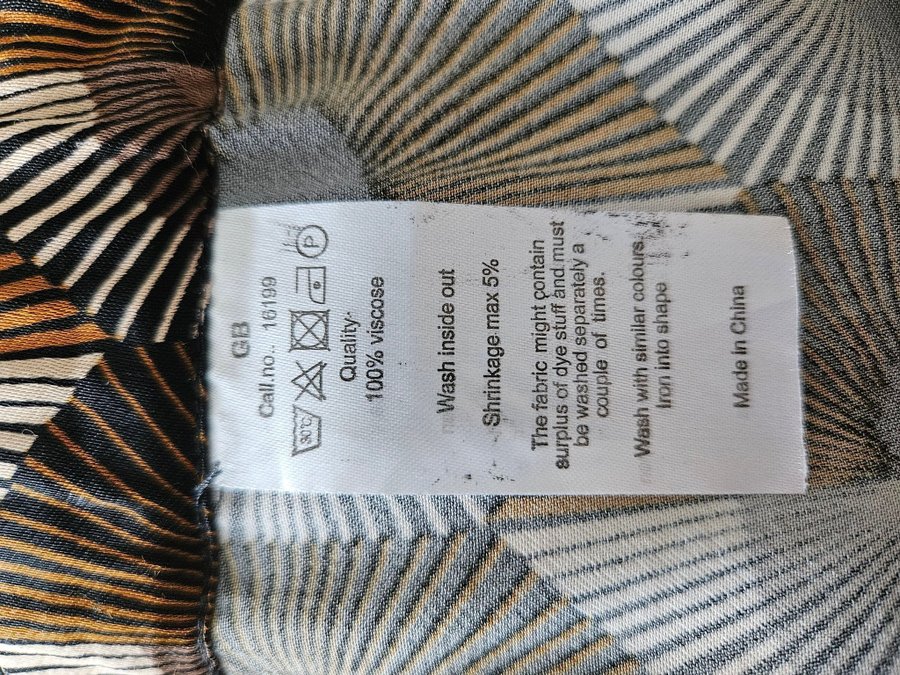 GB
Call.no.. 16199
30°C P
Quality:
100% viscose
Wash inside out
Shrinkage max 5%
The fabric might contain
surplus of dye stuff and must
be washed separately a
couple of times.
Wash with similar colours.
Iron into shape
Made in China